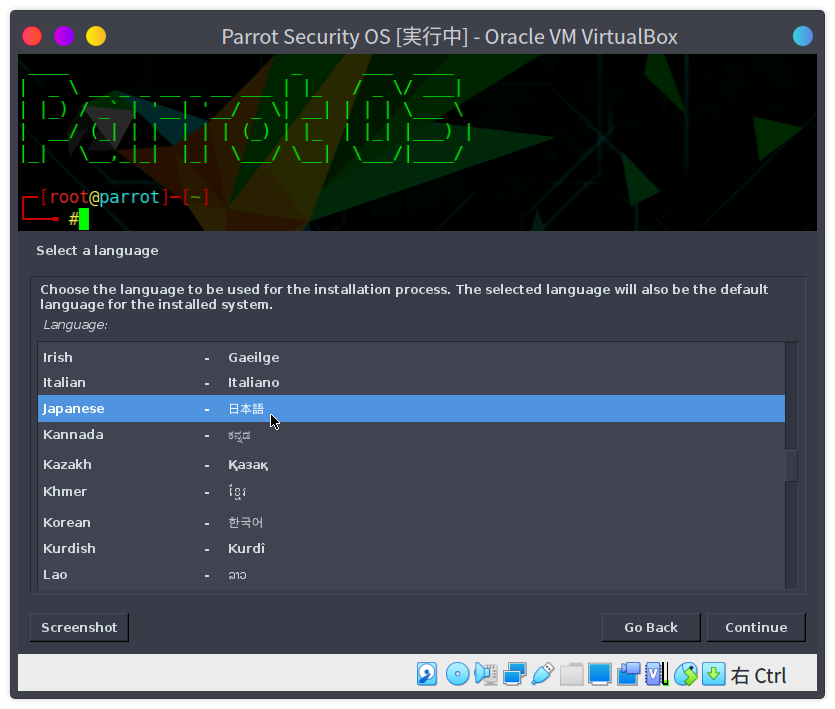 Parrot Security OS [実行中] - Oracle VM VirtualBox
Parrot OS
[root@parrot]-[~]
#
Select a language
Choose the language to be used for the installation process. The selected language will also be the default
language for the installed system.
Language:
Irish - Gaeilge
Italian - Italiano
Japanese - 日本語
Kannada - ಕನ್ನಡ
Kazakh - Қазақ
Khmer - ខ្មែរ
Korean - 한국어
Kurdish - Kurdî
Lao - ລາວ
Screenshot Go Back Continue
右 Ctrl